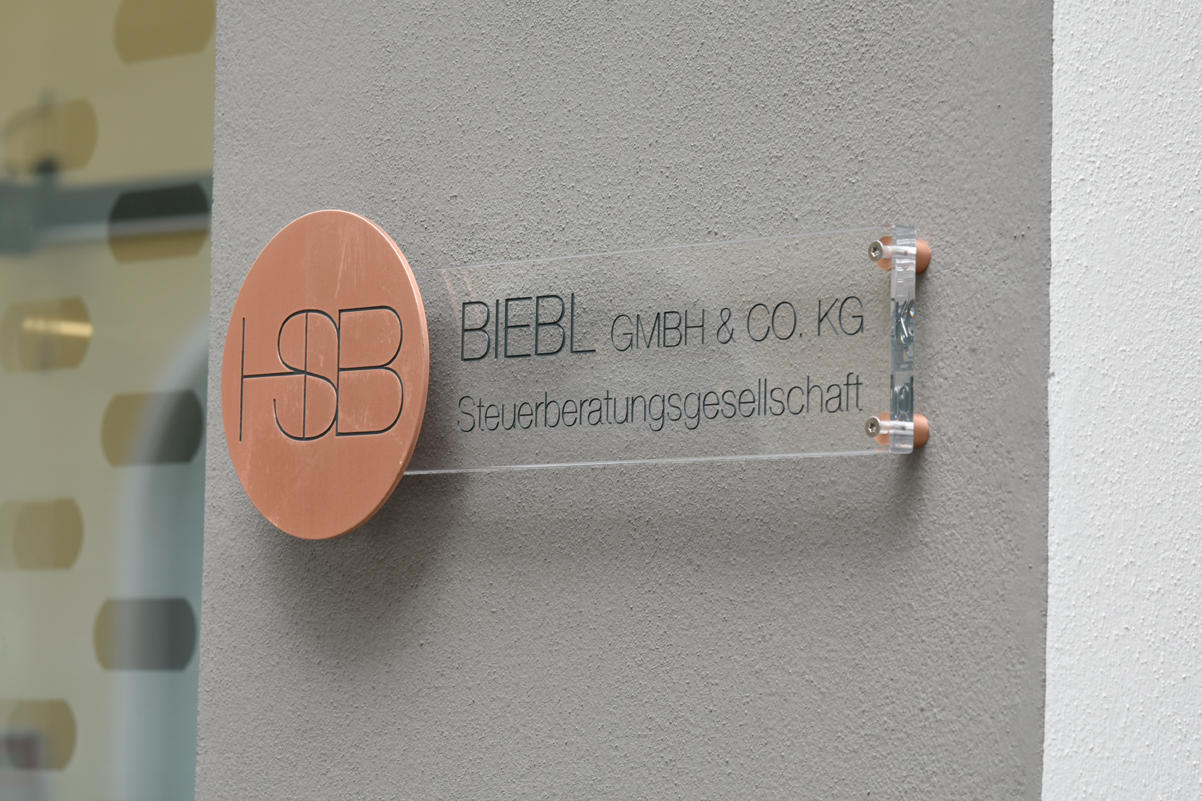 HSB
BIEBL GMBH & CO. KG
Steuerberatungsgesellschaft